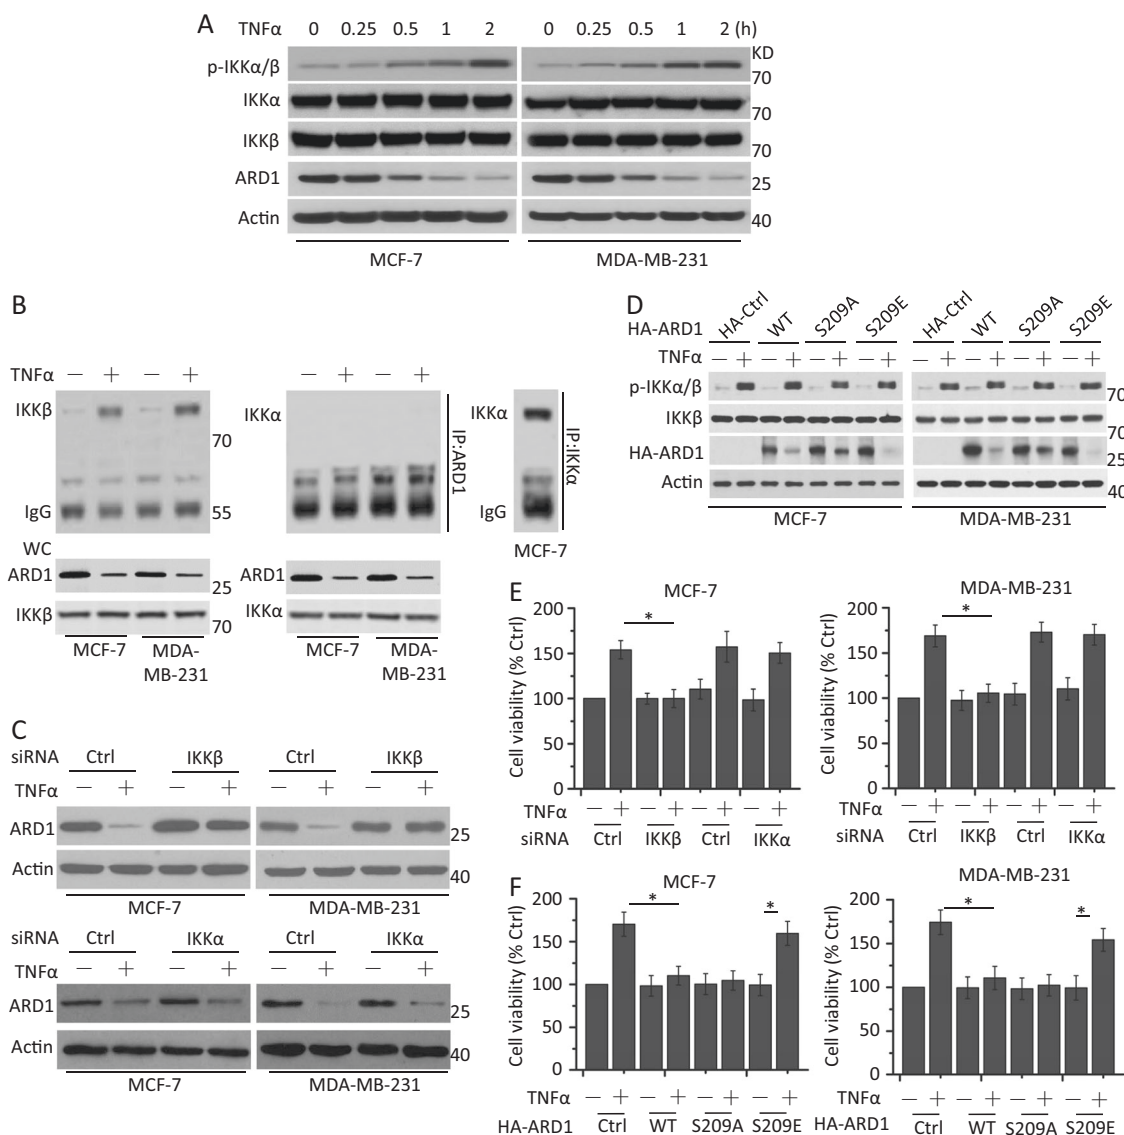 A
TNFα 0 0.25 0.5 1 2 0 0.25 0.5 1 2 (h)
KD
p-IKKα/β 70
IKKα 70
IKKβ 70
ARD1 25
Actin 40
MCF-7 MDA-MB-231
B
TNFα — + — + — + — +
IKKβ 70 IKKα IP:ARD1 IKKα IP:IKKα
IgG 55 IgG
MCF-7
WC
ARD1 25 ARD1
IKKβ 70 IKKα
MCF-7 MDA-MB-231 MCF-7 MDA-MB-231
C
siRNA Ctrl IKKβ Ctrl IKKβ
TNFα — + — + — + — +
ARD1 25
Actin 40
MCF-7 MDA-MB-231
siRNA Ctrl IKKα Ctrl IKKα
TNFα — + — + — + — +
ARD1 25
Actin 40
MCF-7 MDA-MB-231
D
HA-ARD1 HA-Ctrl WT S209A S209E HA-Ctrl WT S209A S209E
TNFα — + — + — + — + — + — + — + — +
p-IKKα/β 70
IKKβ 70
HA-ARD1 25
Actin 40
MCF-7 MDA-MB-231
E
MCF-7
Cell viability (% Ctrl)
200
150
100
50
0
*
TNFα — + — + — + — +
siRNA Ctrl IKKβ Ctrl IKKα
MDA-MB-231
Cell viability (% Ctrl)
200
150
100
50
0
*
TNFα — + — + — + — +
siRNA Ctrl IKKβ Ctrl IKKα
F
MCF-7
Cell viability (% Ctrl)
200
150
100
50
0
* *
TNFα — + — + — + — +
HA-ARD1 Ctrl WT S209A S209E
MDA-MB-231
Cell viability (% Ctrl)
200
150
100
50
0
* *
TNFα — + — + — + — +
HA-ARD1 Ctrl WT S209A S209E